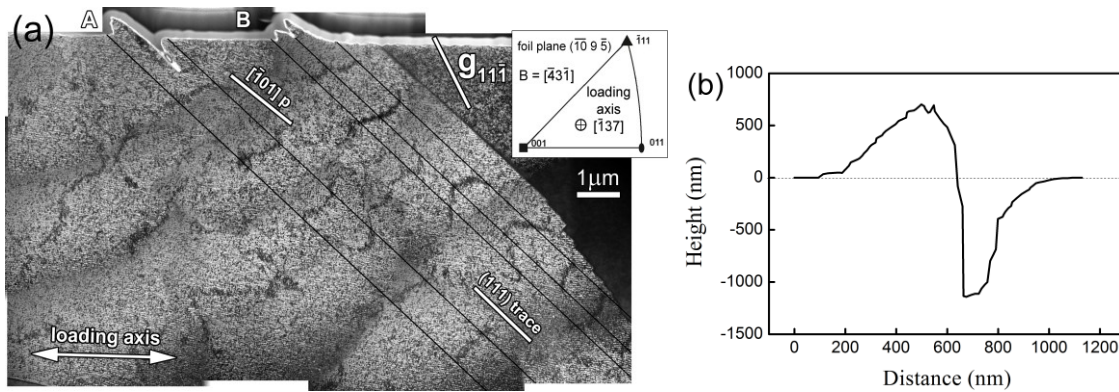 (a)
A
B
[1̄01] p
g₁₁₁̄
foil plane (1̄0̄ 9 5̄)
B = [4̄31̄]
1̄11
loading
axis
[1̄37]
001
011
1μm
(111) trace
loading axis
(b)
1000
500
0
-500
-1000
-1500
Height (nm)
0
200
400
600
800
1000
1200
Distance (nm)